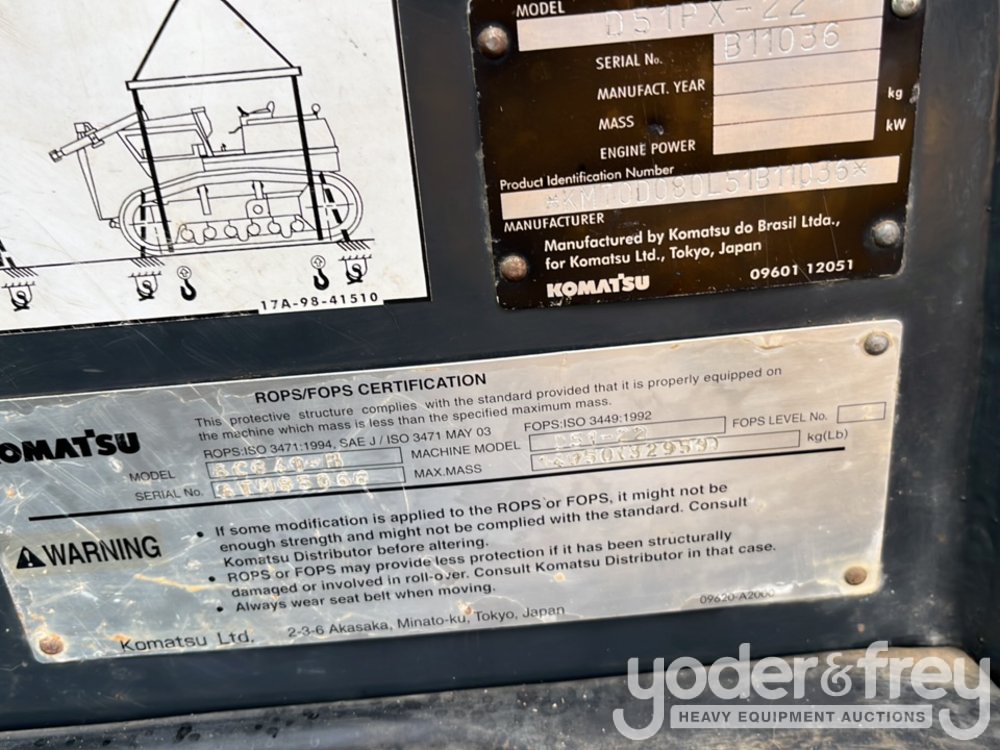 MODEL
D51PX-22
SERIAL No.
B11036
MANUFACT. YEAR
MASS
kg
ENGINE POWER
kW
Product Identification Number
*KMT0D080L51B11036*
MANUFACTURER
Manufactured by Komatsu do Brasil Ltda.,
for Komatsu Ltd., Tokyo, Japan
KOMATSU
09601 12051
17A-98-41510
ROPS/FOPS CERTIFICATION
This protective structure complies with the standard provided that it is properly equipped on
the machine which mass is less than the specified maximum mass.
ROPS:ISO 3471:1994, SAE J / ISO 3471 MAY 03
FOPS:ISO 3449:1992
FOPS LEVEL No.
OMATSU
MODEL
MACHINE MODEL
D51-22
SERIAL No.
MAX.MASS
kg(Lb)
WARNING
• If some modification is applied to the ROPS or FOPS, it might not be
enough strength and might not be complied with the standard. Consult
Komatsu Distributor before altering.
• ROPS or FOPS may provide less protection if it has been structurally
damaged or involved in roll-over. Consult Komatsu Distributor in that case.
• Always wear seat belt when moving.
09620-A2000
Komatsu Ltd. 2-3-6 Akasaka, Minato-ku, Tokyo, Japan
yoder&frey
HEAVY EQUIPMENT AUCTIONS